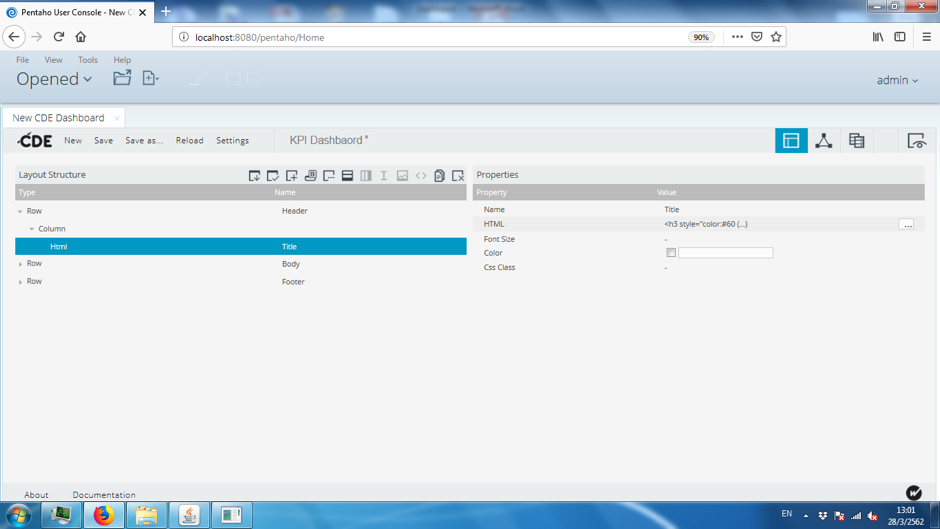 Pentaho User Console - New C
localhost:8080/pentaho/Home
90%
File View Tools Help
Opened
admin
New CDE Dashboard
CDE New Save Save as... Reload Settings KPI Dashbaord*
Layout Structure
Type Name
Row Header
Column
Html Title
Row Body
Row Footer
Properties
Property Value
Name Title
HTML <h3 style="color:#60 (...)
...
Font Size -
Color
Css Class -
About Documentation
EN
13:01
28/3/2562